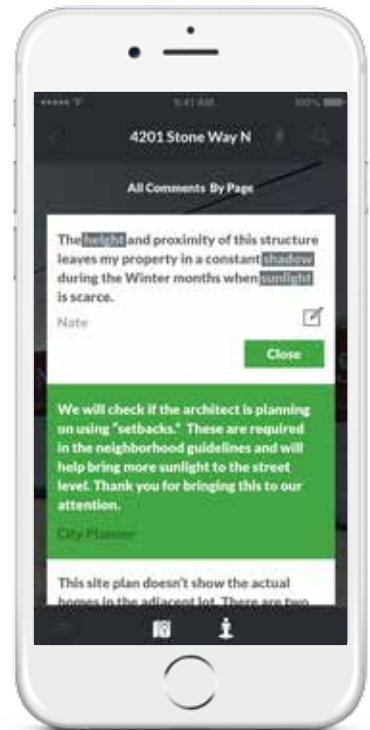 9:41 AM 100%
4201 Stone Way N
All Comments By Page
The height and proximity of this structure
leaves my property in a constant shadow
during the Winter months when sunlight
is scarce.
Nate
Close
We will check if the architect is planning
on using "setbacks." These are required
in the neighborhood guidelines and will
help bring more sunlight to the street
level. Thank you for bringing this to our
attention.
City Planner
This site plan doesn't show the actual
homes in the adjacent lot. There are two